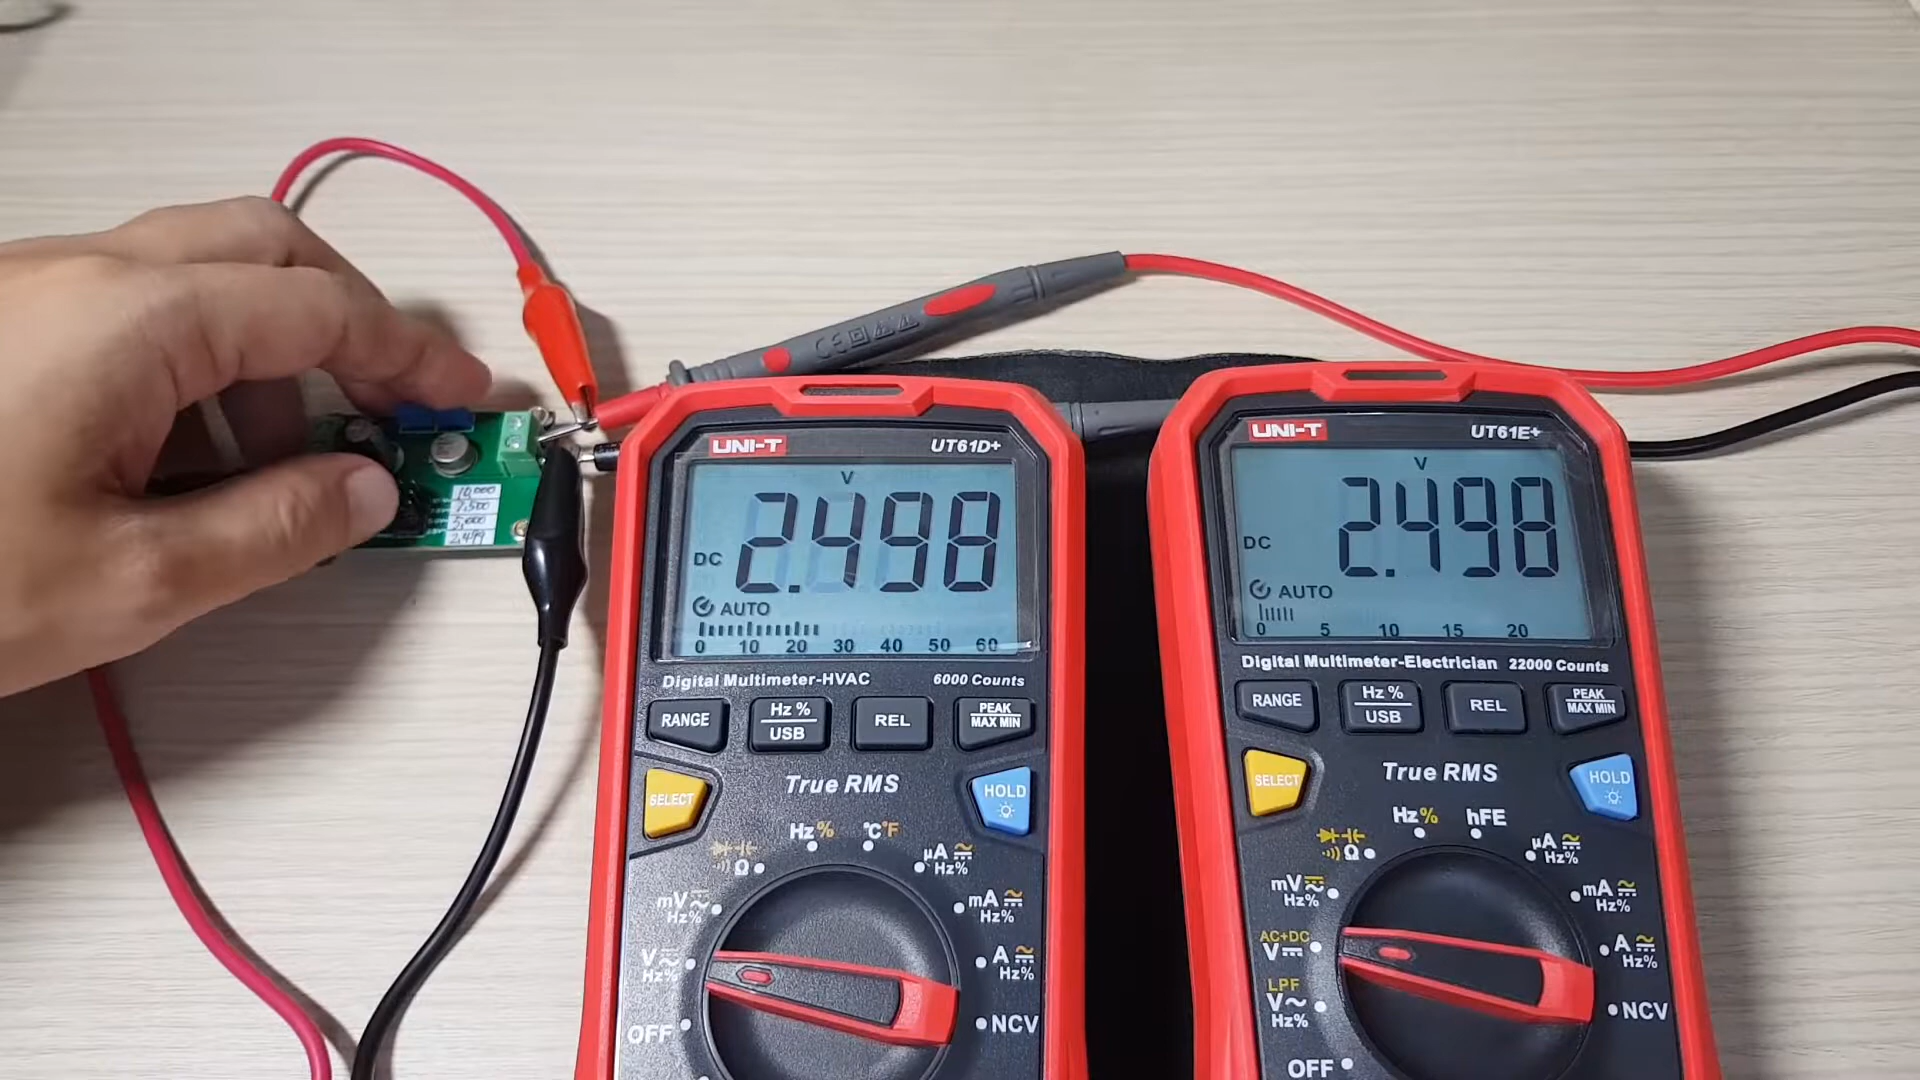 10,000
7,500
5,000
2,499
CE
UNI-T UT61D+
V
DC 2.498
AUTO
0 10 20 30 40 50 60
Digital Multimeter-HVAC 6000 Counts
RANGE
Hz %
USB
REL
PEAK
MAX MIN
SELECT
True RMS
HOLD
Hz%
°C°F
Ω
µA
Hz%
mV
Hz%
mA
Hz%
V
Hz%
A
Hz%
OFF
NCV
UNI-T UT61E+
V
DC 2.498
AUTO
0 5 10 15 20
Digital Multimeter-Electrician 22000 Counts
RANGE
Hz %
USB
REL
PEAK
MAX MIN
SELECT
True RMS
HOLD
Hz%
hFE
Ω
µA
Hz%
mV
Hz%
mA
Hz%
AC+DC
V
A
Hz%
LPF
V~
Hz%
NCV
OFF